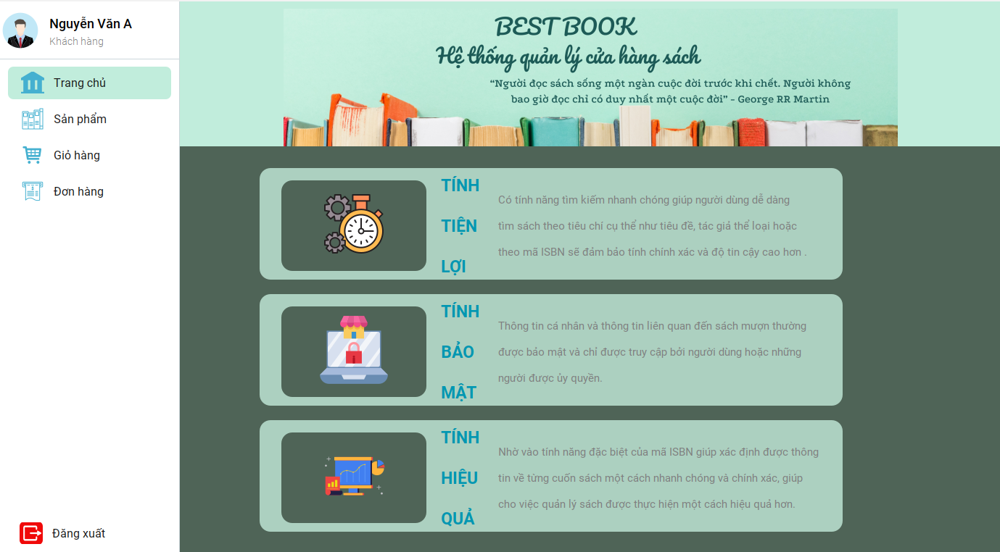 Nguyễn Văn A
Khách hàng
Trang chủ
Sản phẩm
Giỏ hàng
Đơn hàng
Đăng xuất
BEST BOOK
Hệ thống quản lý cửa hàng sách
“Người đọc sách sống một ngàn cuộc đời trước khi chết. Người không
bao giờ đọc chỉ có duy nhất một cuộc đời” - George RR Martin
TÍNH
TIỆN
LỢI
Có tính năng tìm kiếm nhanh chóng giúp người dùng dễ dàng
tìm sách theo tiêu chí cụ thể như tiêu đề, tác giả thể loại hoặc
theo mã ISBN sẽ đảm bảo tính chính xác và độ tin cậy cao hơn .
TÍNH
BẢO
MẬT
Thông tin cá nhân và thông tin liên quan đến sách mượn thường
được bảo mật và chỉ được truy cập bởi người dùng hoặc những
người được ủy quyền.
TÍNH
HIỆU
QUẢ
Nhờ vào tính năng đặc biệt của mã ISBN giúp xác định được thông
tin về từng cuốn sách một cách nhanh chóng và chính xác, giúp
cho việc quản lý sách được thực hiện một cách hiệu quả hơn.